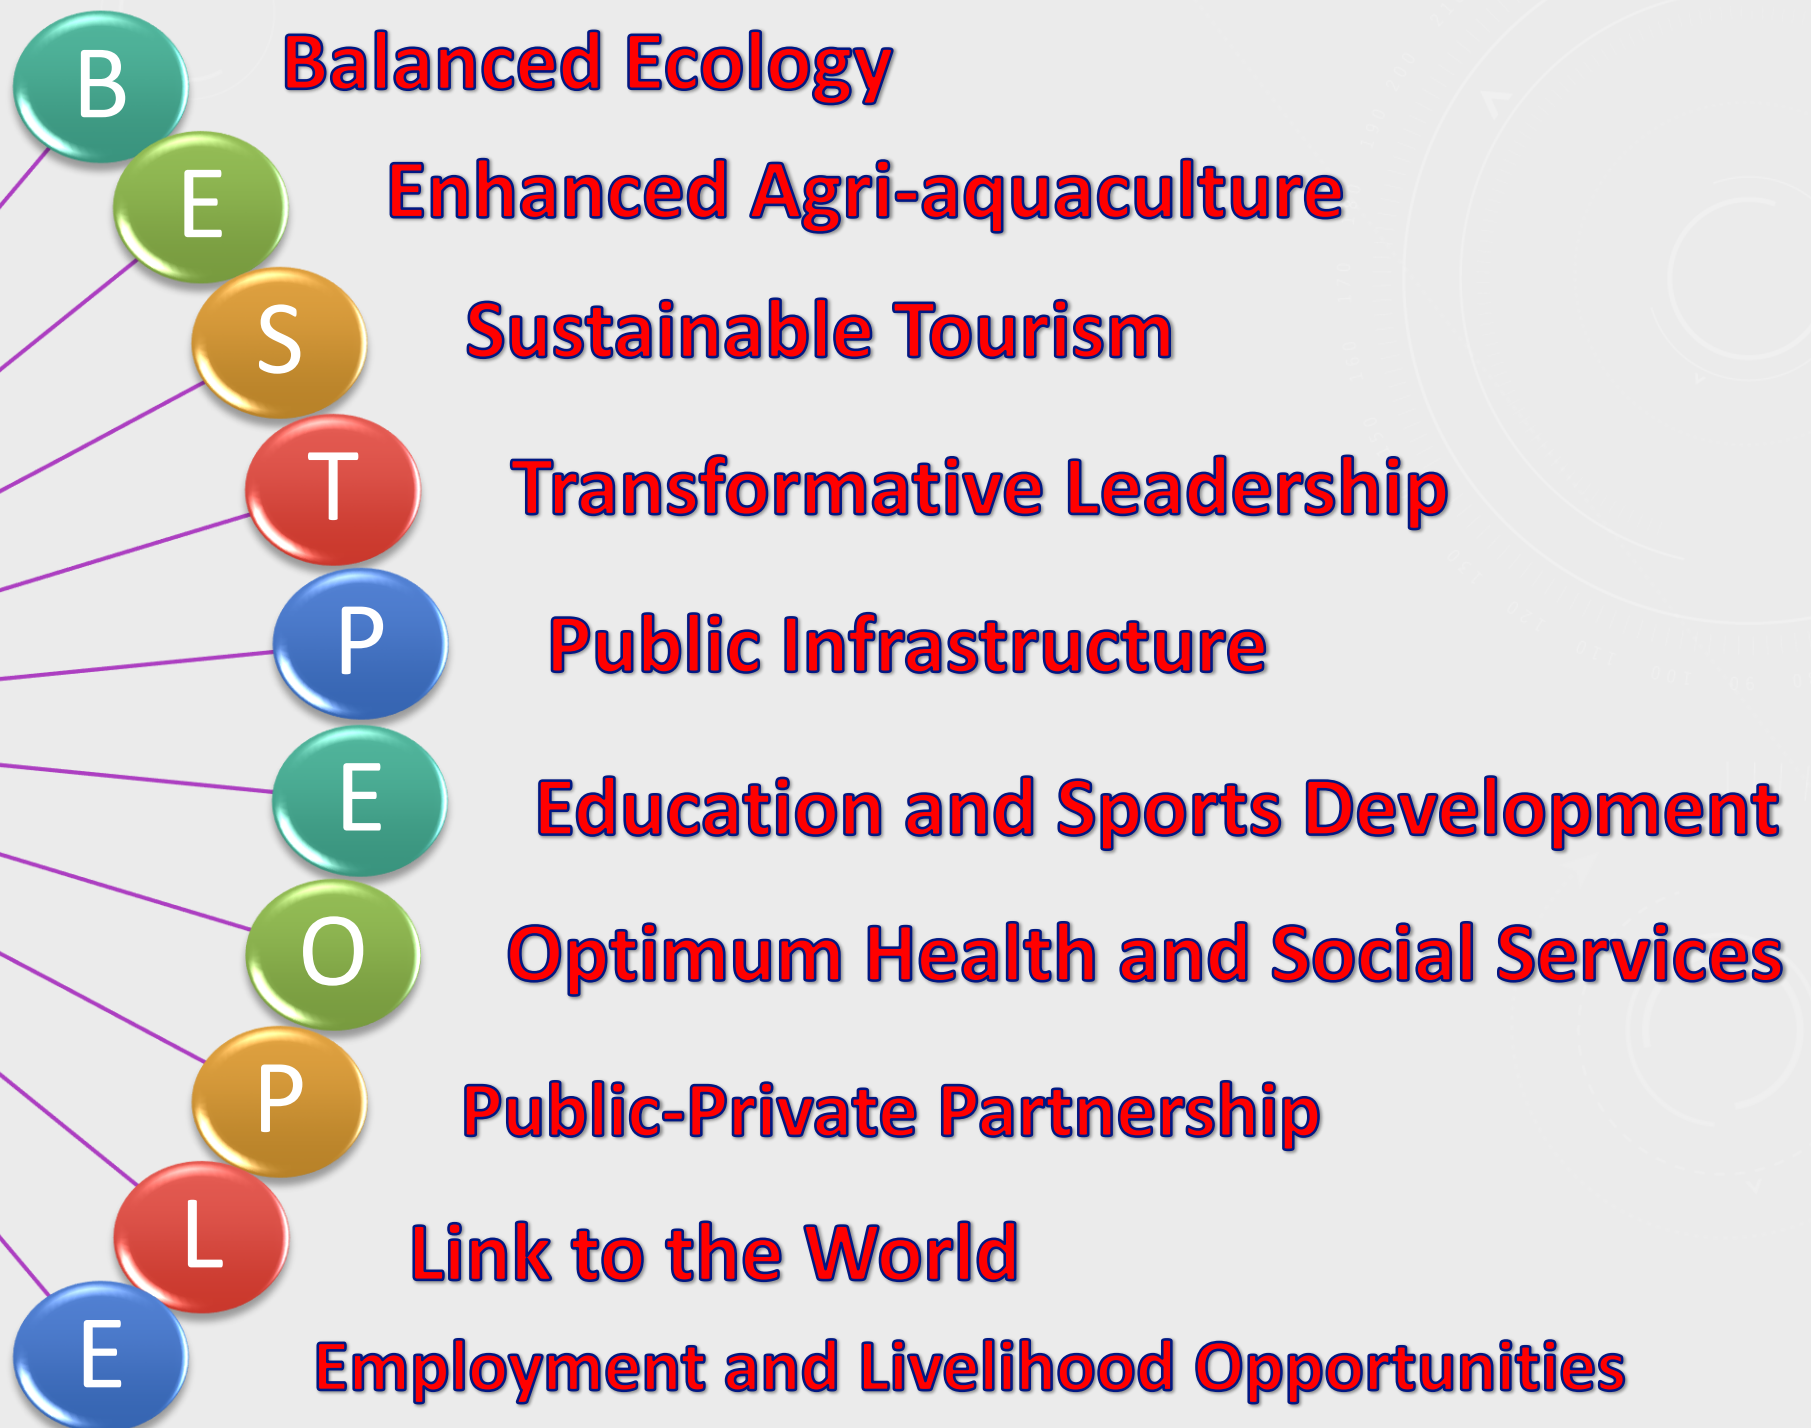 B Balanced Ecology
E Enhanced Agri-aquaculture
S Sustainable Tourism
T Transformative Leadership
P Public Infrastructure
E Education and Sports Development
O Optimum Health and Social Services
P Public-Private Partnership
L Link to the World
E Employment and Livelihood Opportunities